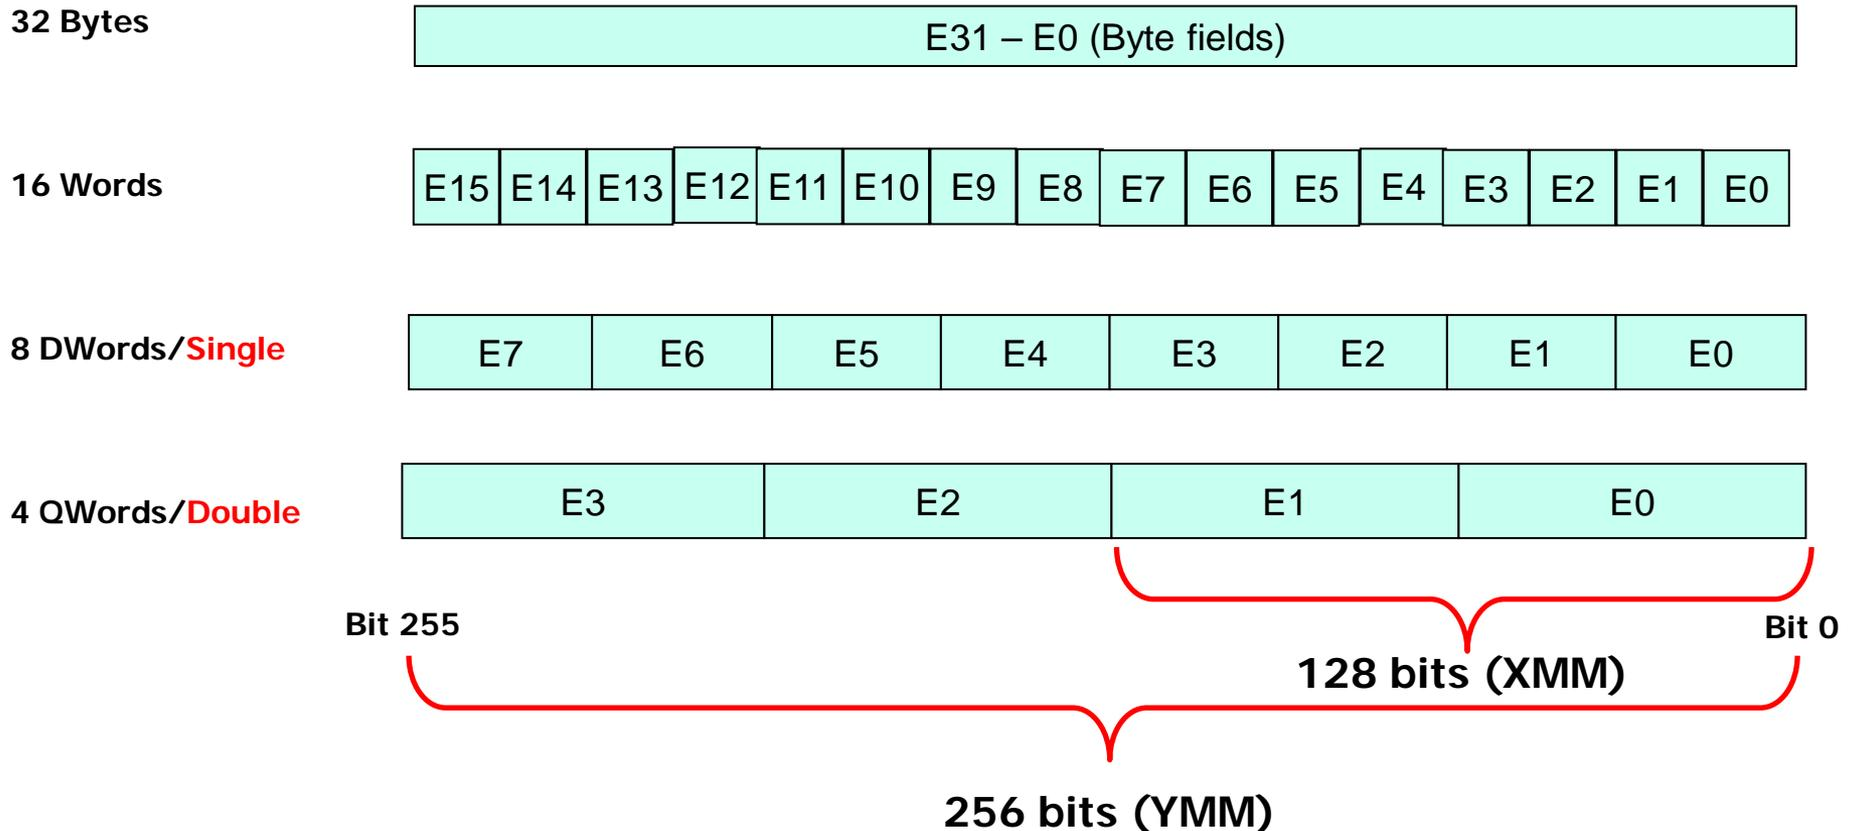 32 Bytes
E31 – E0 (Byte fields)
16 Words
E15 E14 E13 E12 E11 E10 E9 E8 E7 E6 E5 E4 E3 E2 E1 E0
8 DWords/Single
E7 E6 E5 E4 E3 E2 E1 E0
4 QWords/Double
E3 E2 E1 E0
Bit 255
Bit 0
128 bits (XMM)
256 bits (YMM)